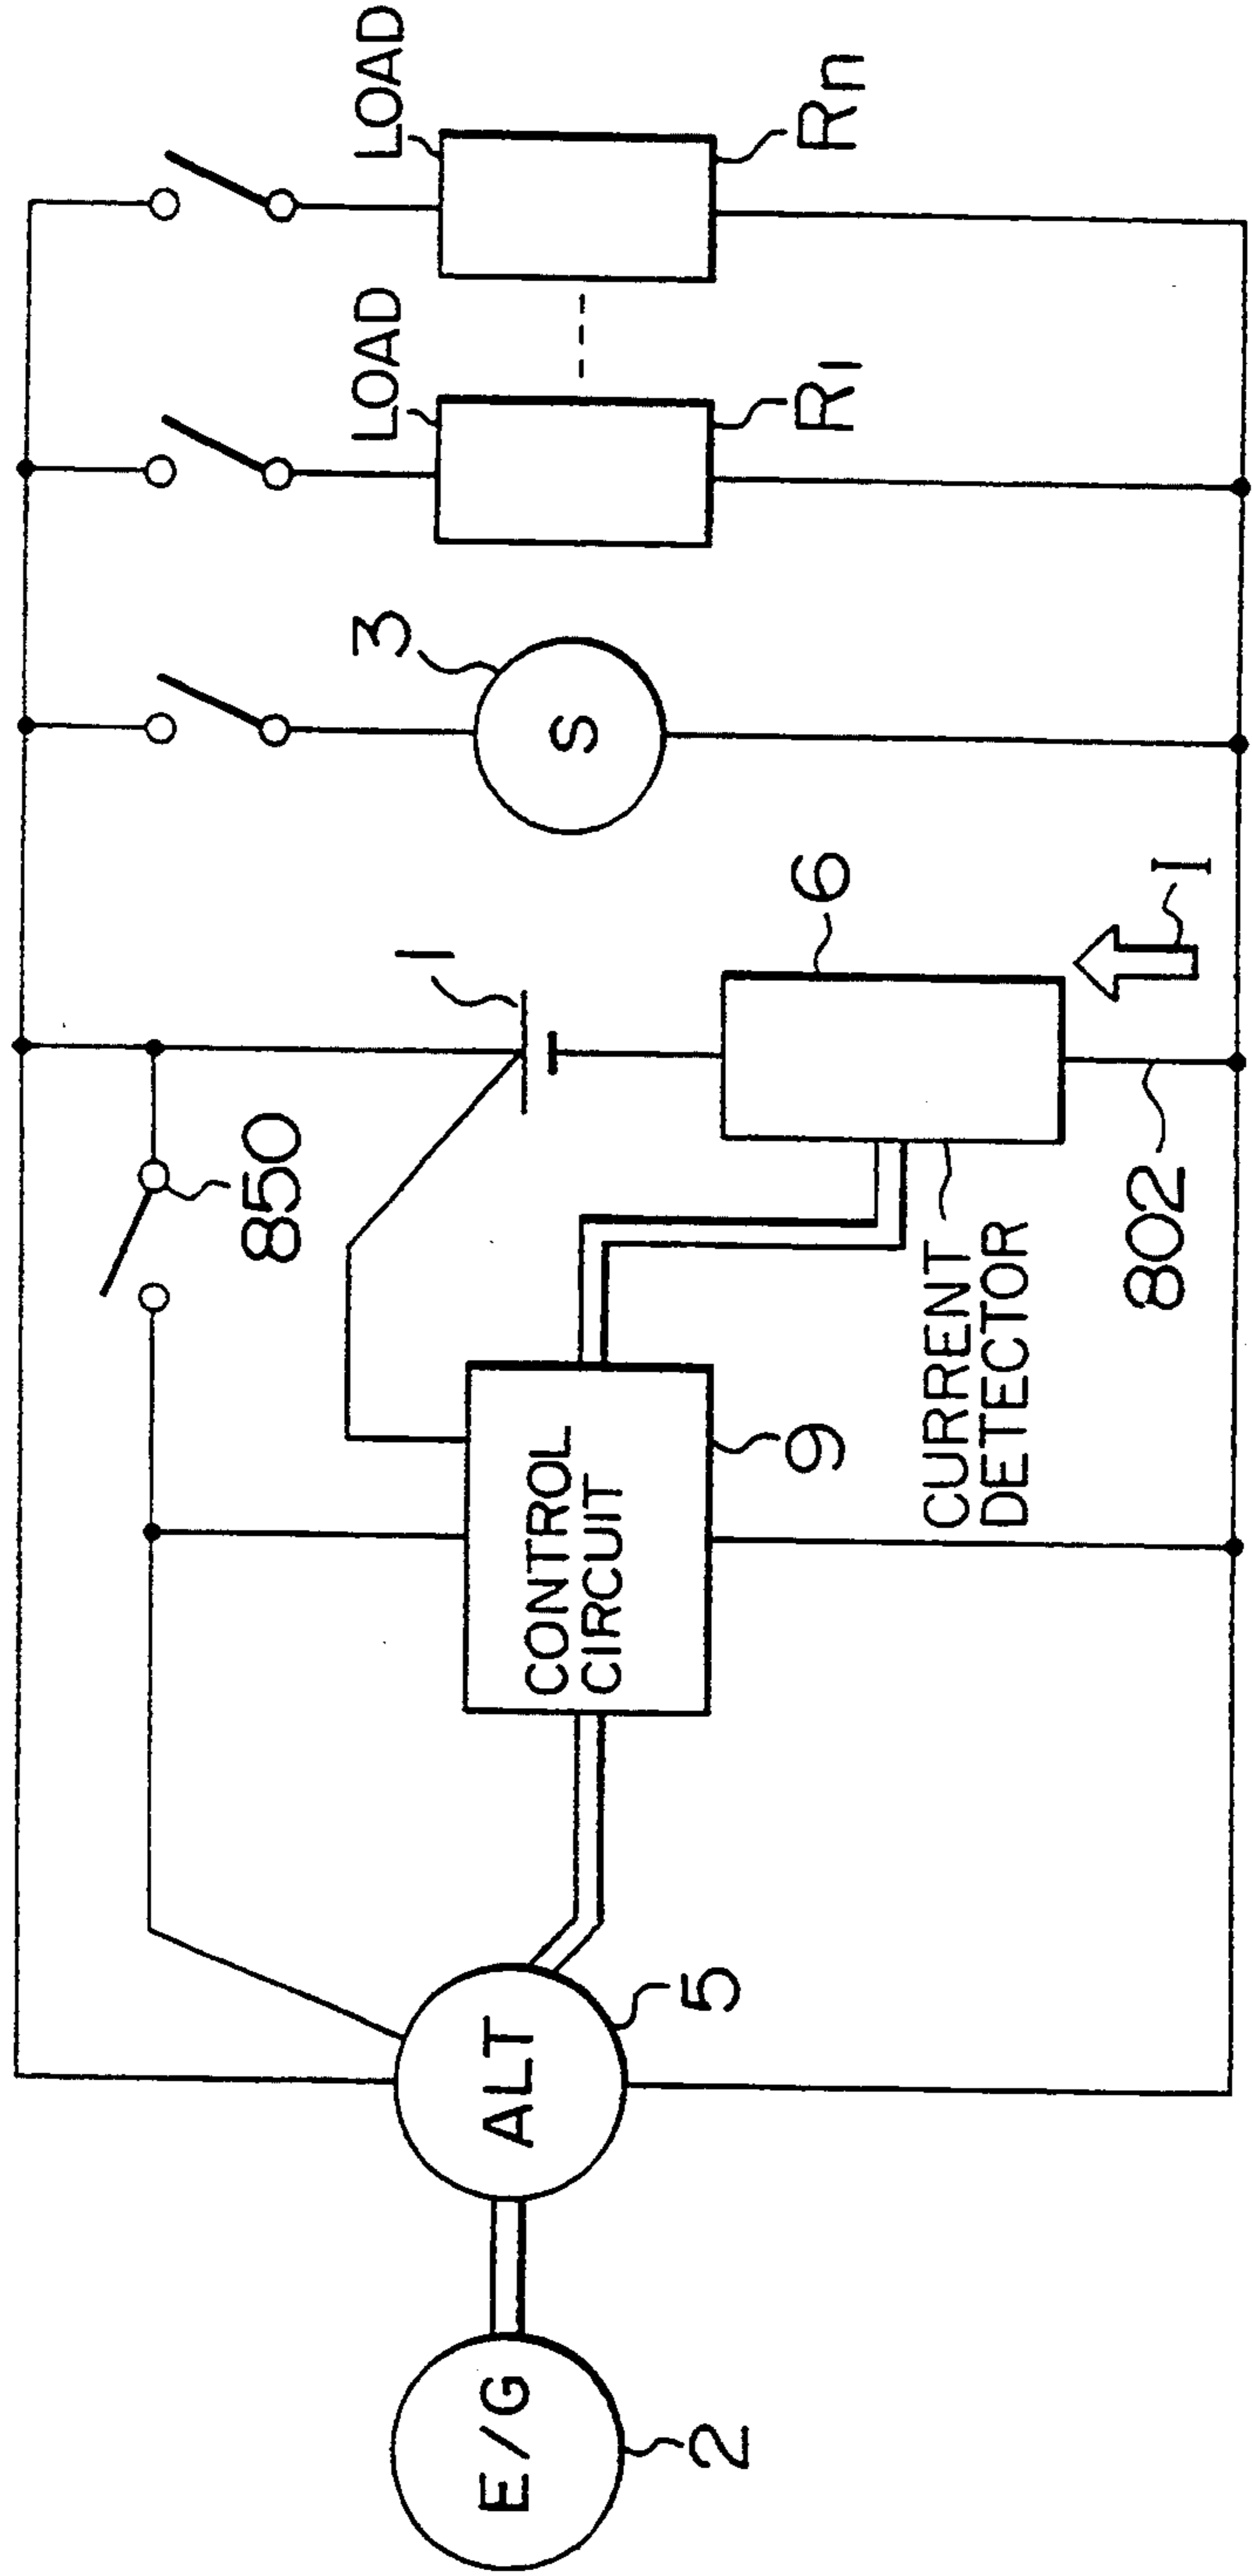 E/G
2
ALT
5
CONTROL
CIRCUIT
9
850
1
CURRENT
DETECTOR
6
802
I
S
3
LOAD
R1
LOAD
Rn